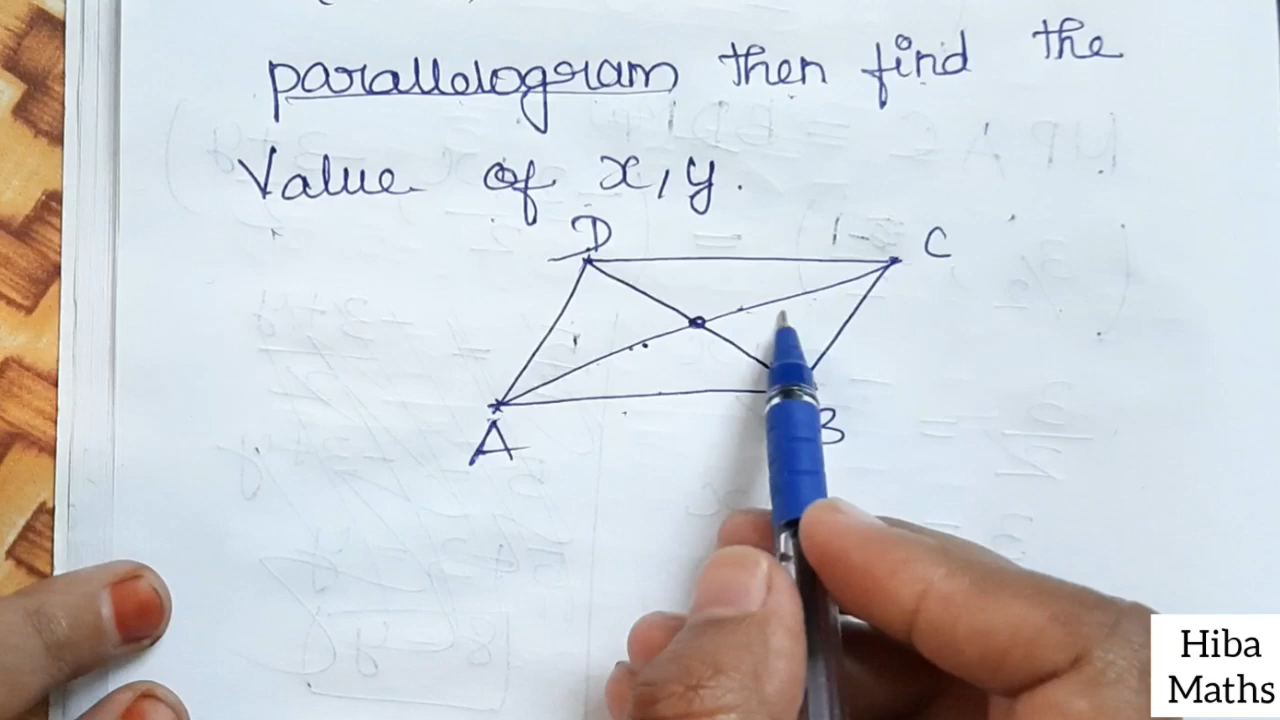 parallelogram then find the
Value of x, y.
D C
A B
Hiba
Maths